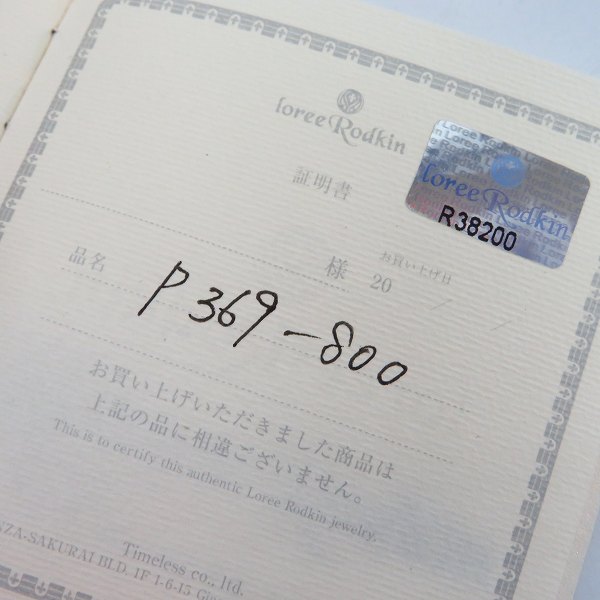 loree Rodkin
証明書
loree Rodkin
R38200
様 20 / /
お買い上げ日
品名 P369-800
お買い上げいただきました商品は
上記の品に相違ございません。
This is to certify this authentic Loree Rodkin jewelry.
Timeless co., ltd.
NZA-SAKURAI BLD. 1F 1-6-15 Gin